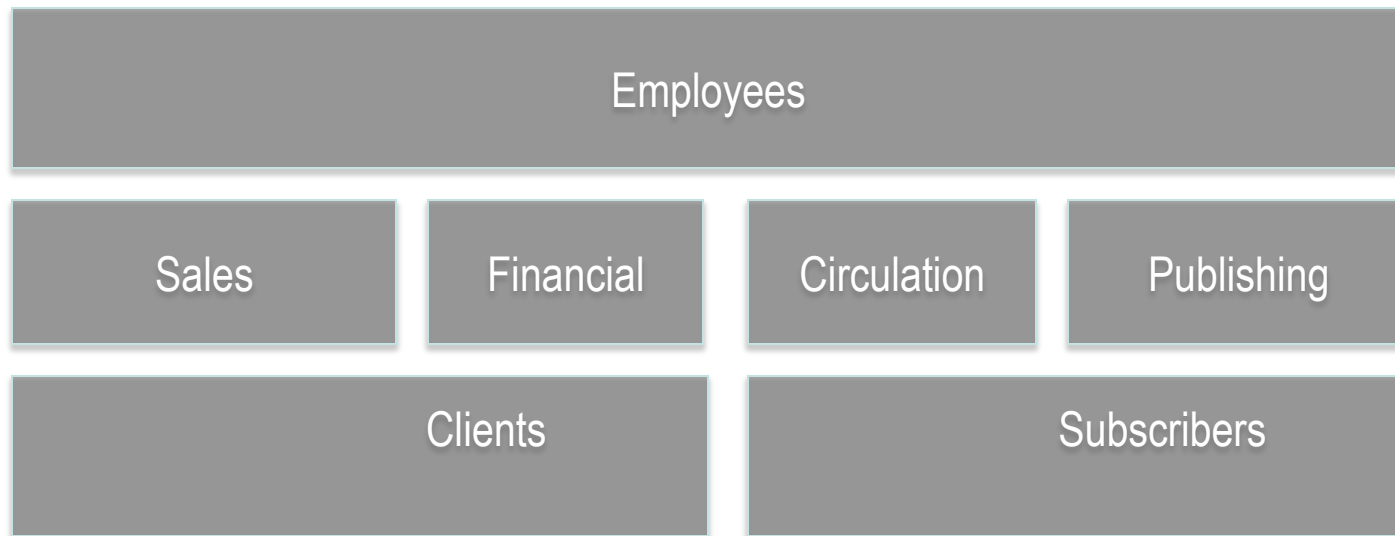 Employees
Sales Financial Circulation Publishing
Clients Subscribers